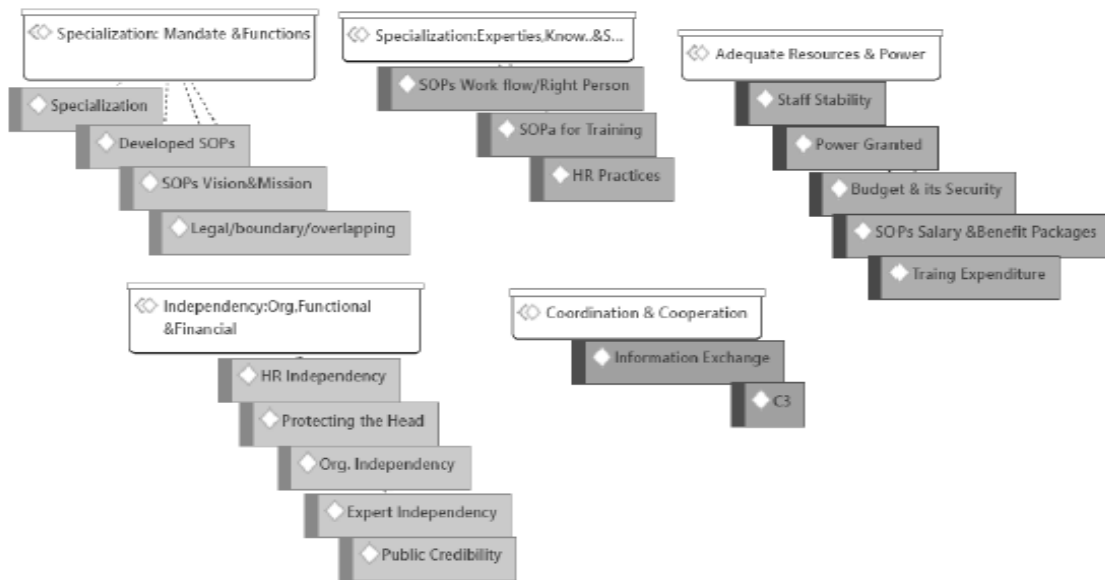 Specialization: Mandate &Functions
Specialization
Developed SOPs
SOPs Vision&Mission
Legal/boundary/overlapping
Specialization:Experties,Know..&S...
SOPs Work flow/Right Person
SOPa for Training
HR Practices
Adequate Resources & Power
Staff Stability
Power Granted
Budget & its Security
SOPs Salary &Benefit Packages
Traing Expenditure
Independency:Org,Functional
&Financial
HR Independency
Protecting the Head
Org. Independency
Expert Independency
Public Credibility
Coordination & Cooperation
Information Exchange
C3